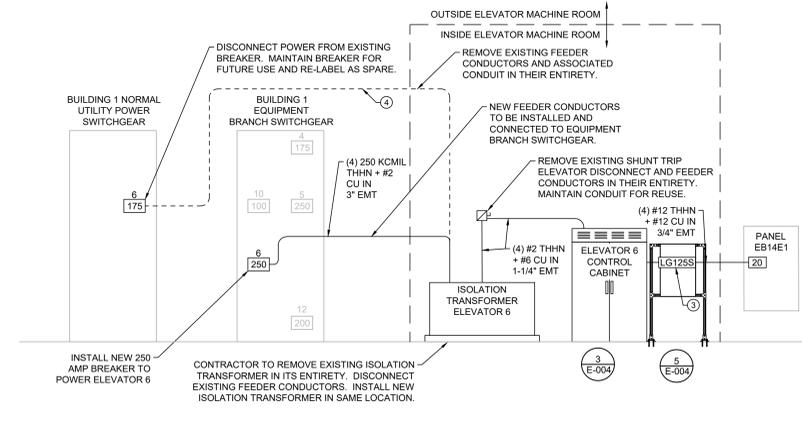 OUTSIDE ELEVATOR MACHINE ROOM
INSIDE ELEVATOR MACHINE ROOM
DISCONNECT POWER FROM EXISTING
BREAKER. MAINTAIN BREAKER FOR
FUTURE USE AND RE-LABEL AS SPARE.
REMOVE EXISTING FEEDER
CONDUCTORS AND ASSOCIATED
CONDUIT IN THEIR ENTIRETY.
BUILDING 1 NORMAL
UTILITY POWER
SWITCHGEAR
BUILDING 1
EQUIPMENT
BRANCH SWITCHGEAR
4
NEW FEEDER CONDUCTORS
TO BE INSTALLED AND
CONNECTED TO EQUIPMENT
BRANCH SWITCHGEAR.
4
175
(4) 250 KCMIL
THHN + #2
CU IN
3" EMT
REMOVE EXISTING SHUNT TRIP
ELEVATOR DISCONNECT AND FEEDER
CONDUCTORS IN THEIR ENTIRETY.
MAINTAIN CONDUIT FOR REUSE.
6
175
10
100
5
250
(4) #12 THHN
+ #12 CU IN
3/4" EMT
PANEL
EB14E1
20
(4) #2 THHN
+ #6 CU IN
1-1/4" EMT
ELEVATOR 6
CONTROL
CABINET
LG125S
3
6
250
ISOLATION
TRANSFORMER
ELEVATOR 6
12
200
INSTALL NEW 250
AMP BREAKER TO
POWER ELEVATOR 6
CONTRACTOR TO REMOVE EXISTING ISOLATION
TRANSFORMER IN ITS ENTIRETY. DISCONNECT
EXISTING FEEDER CONDUCTORS. INSTALL NEW
ISOLATION TRANSFORMER IN SAME LOCATION.
3
E-004
5
E-004